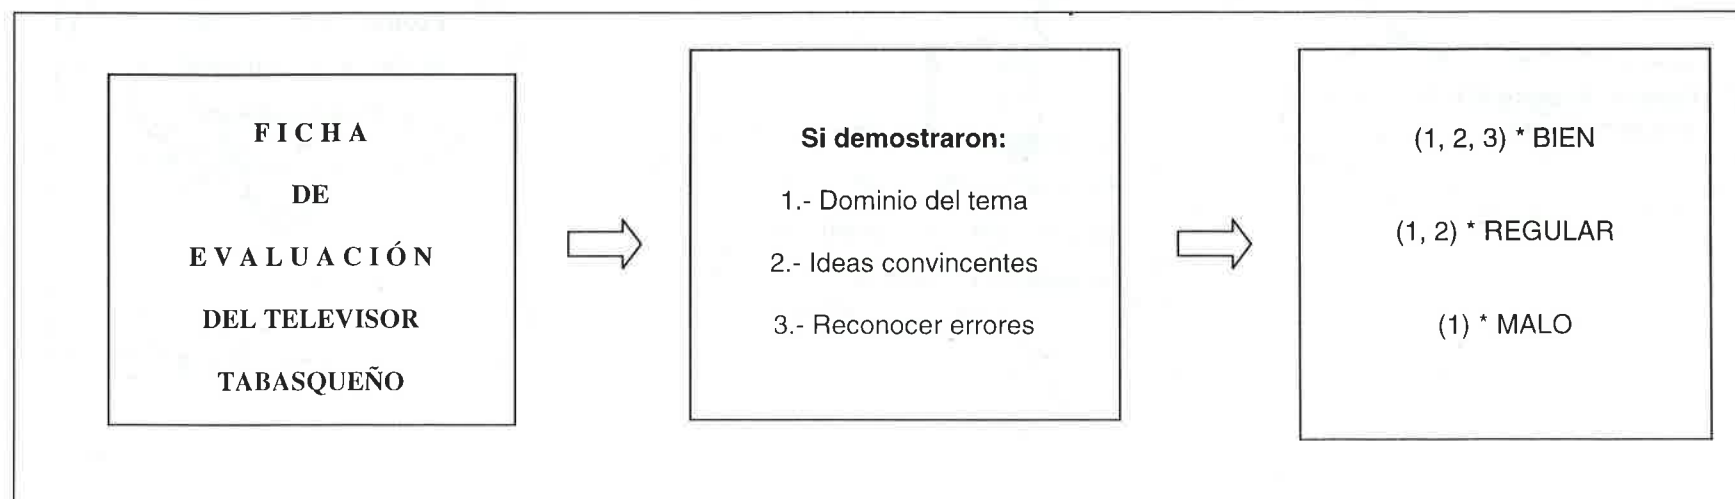 FICHA
DE
EVALUACIÓN
DEL TELEVISOR
TABASQUEÑO
Si demostraron:
1.- Dominio del tema
2.- Ideas convincentes
3.- Reconocer errores
(1, 2, 3) * BIEN
(1, 2) * REGULAR
(1) * MALO